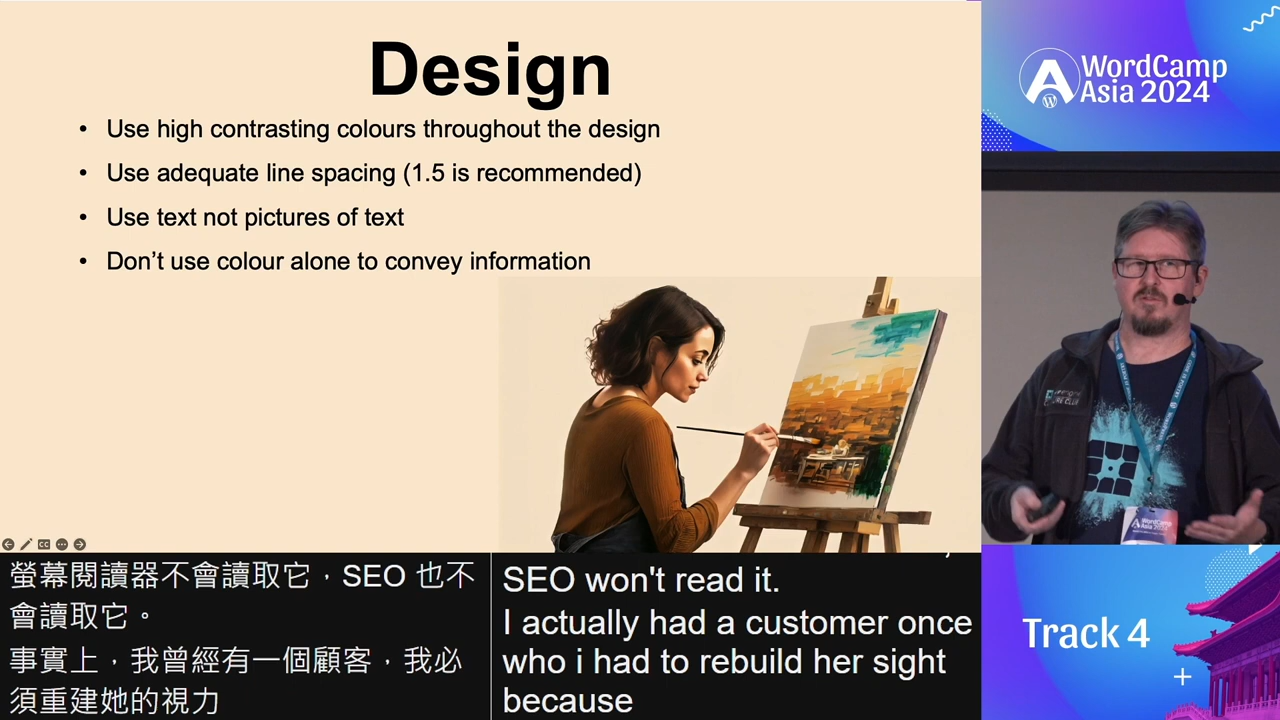 Design
• Use high contrasting colours throughout the design
• Use adequate line spacing (1.5 is recommended)
• Use text not pictures of text
• Don’t use colour alone to convey information
螢幕閱讀器不會讀取它，SEO 也不
會讀取它。
事實上，我曾經有一個顧客，我必
須重建她的視力
SEO won't read it.
I actually had a customer once
who i had to rebuild her sight
because
WordCamp
Asia 2024
WordCamp
Asia 2024
Track 4